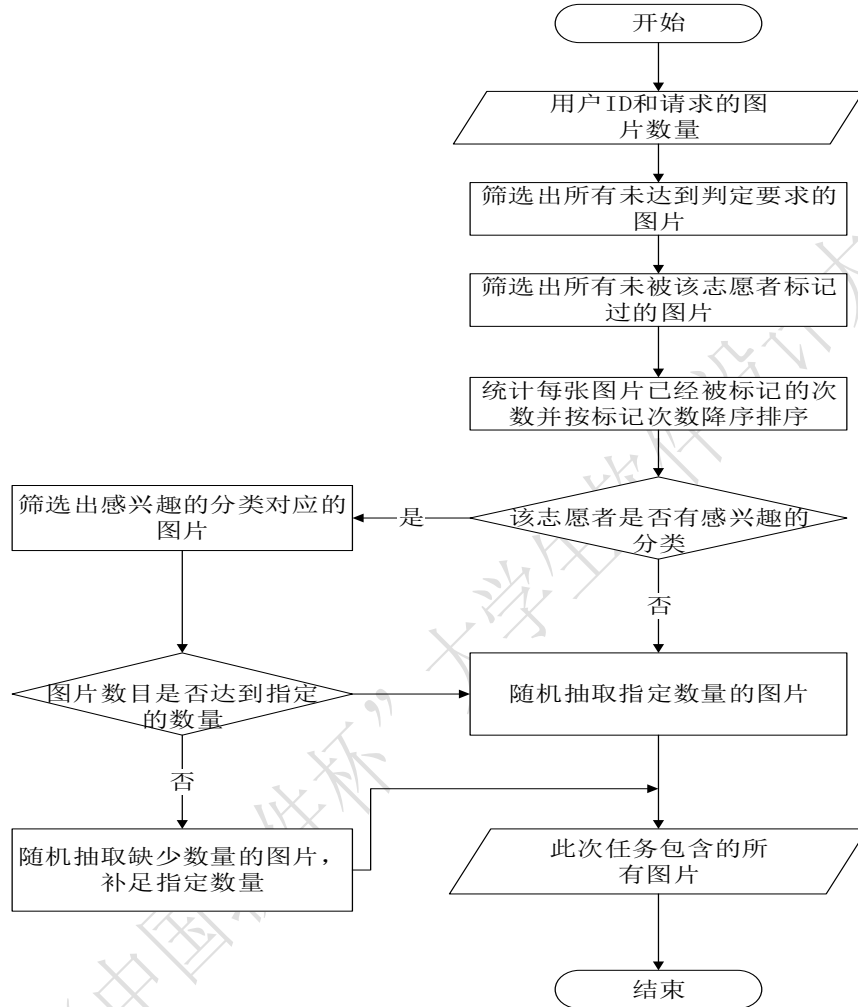 开始
用户ID和请求的图
片数量
筛选出所有未达到判定要求的
图片
筛选出所有未被该志愿者标记
过的图片
统计每张图片已经被标记的次
数并按标记次数降序排序
该志愿者是否有感兴趣的
分类
是
筛选出感兴趣的分类对应的
图片
否
图片数目是否达到指定
的数量
随机抽取指定数量的图片
否
随机抽取缺少数量的图片，
补足指定数量
此次任务包含的所
有图片
结束